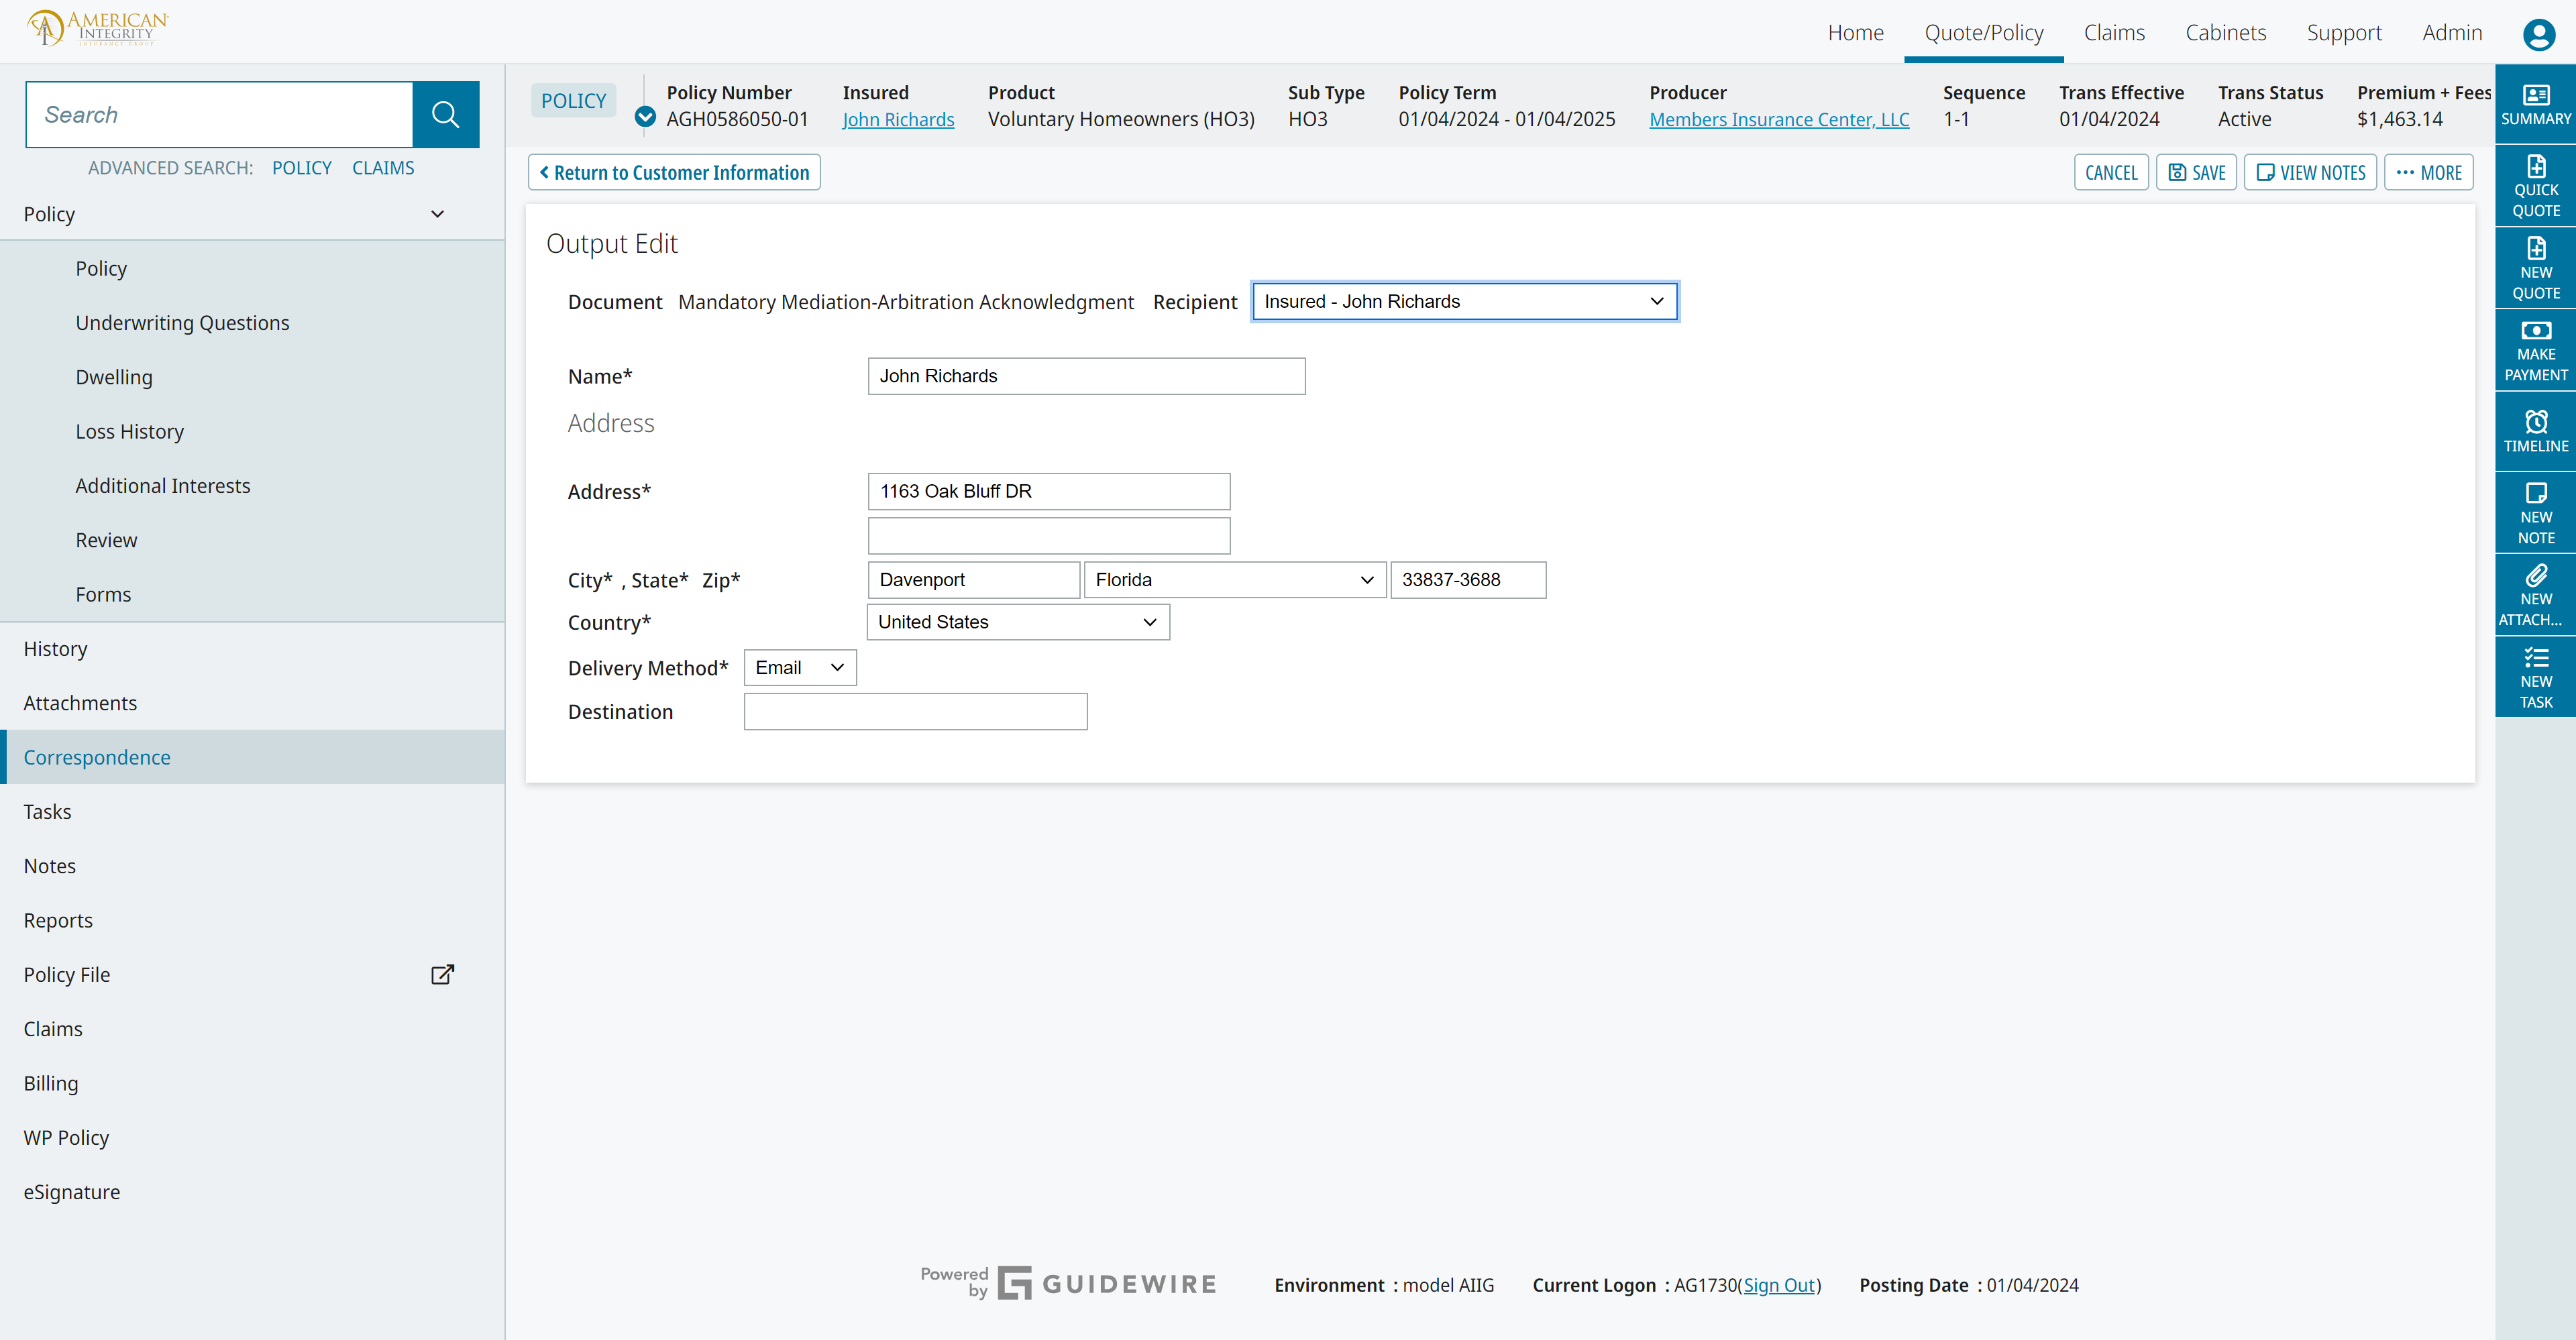 AMERICAN
INTEGRITY
INSURANCE GROUP
Home Quote/Policy Claims Cabinets Support Admin
Search
ADVANCED SEARCH: POLICY CLAIMS
Policy
Policy
Underwriting Questions
Dwelling
Loss History
Additional Interests
Review
Forms
History
Attachments
Correspondence
Tasks
Notes
Reports
Policy File
Claims
Billing
WP Policy
eSignature
POLICY
Policy Number Insured Product Sub Type Policy Term Producer Sequence Trans Effective Trans Status Premium + Fees
AGH0586050-01 John Richards Voluntary Homeowners (HO3) HO3 01/04/2024 - 01/04/2025 Members Insurance Center, LLC 1-1 01/04/2024 Active $1,463.14
Return to Customer Information CANCEL SAVE VIEW NOTES ··· MORE
Output Edit
Document Mandatory Mediation-Arbitration Acknowledgment Recipient Insured - John Richards
Name* John Richards
Address
Address* 1163 Oak Bluff DR
City* , State* Zip* Davenport Florida 33837-3688
Country* United States
Delivery Method* Email
Destination
SUMMARY
QUICK
QUOTE
NEW
QUOTE
MAKE
PAYMENT
TIMELINE
NEW
NOTE
NEW
ATTACH...
NEW
TASK
Powered
by GUIDEWIRE Environment : model AIIG Current Logon : AG1730(Sign Out) Posting Date : 01/04/2024